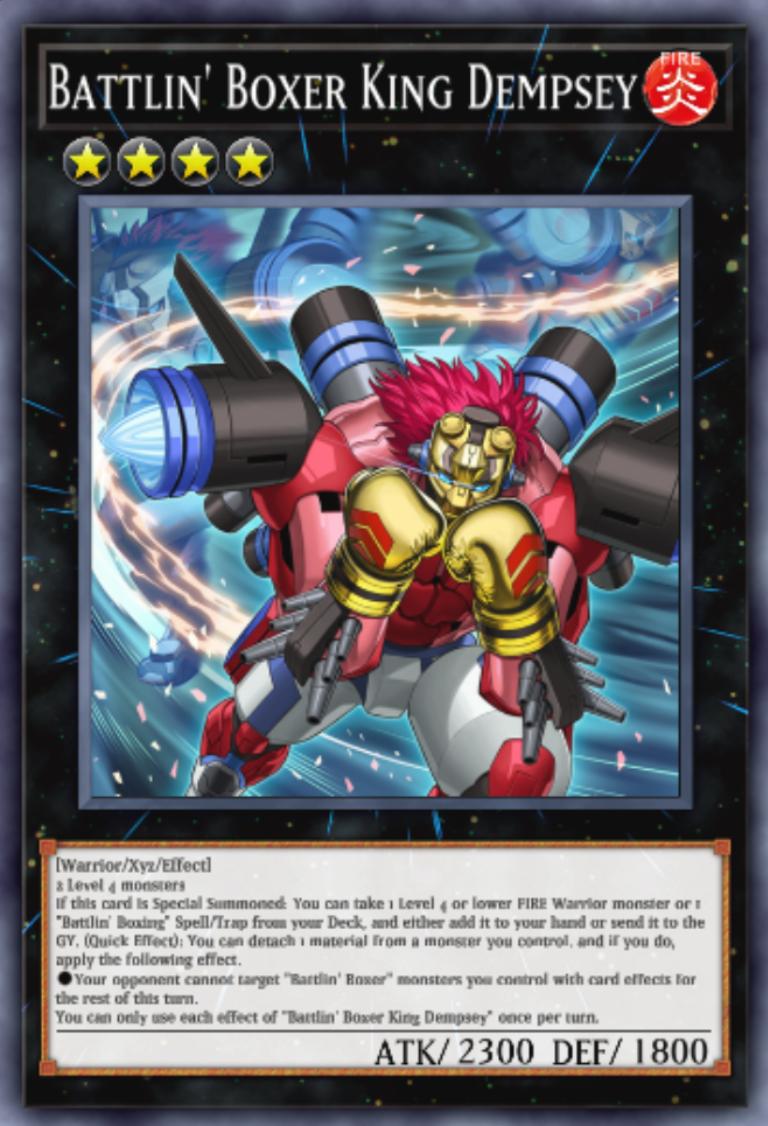 BATTLIN' BOXER KING DEMPSEY
FIRE
炎
[Warrior/Xyz/Effect]
2 Level 4 monsters
If this card is Special Summoned: You can take 1 Level 4 or lower FIRE Warrior monster or 1
"Battlin' Boxing" Spell/Trap from your Deck, and either add it to your hand or send it to the
GY. (Quick Effect): You can detach 1 material from a monster you control, and if you do,
apply the following effect.
●Your opponent cannot target "Battlin' Boxer" monsters you control with card effects for
the rest of this turn.
You can only use each effect of "Battlin' Boxer King Dempsey" once per turn.
ATK/ 2300 DEF/ 1800